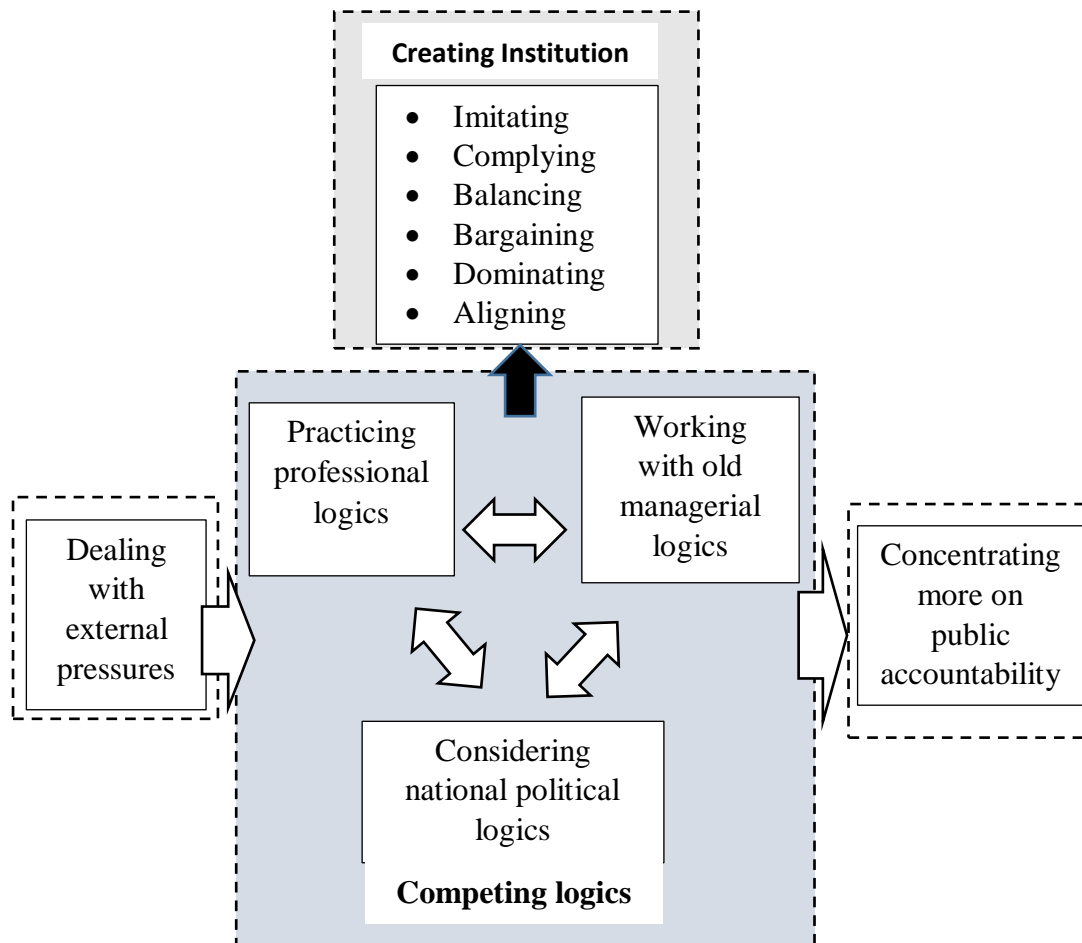 Creating Institution
• Imitating
• Complying
• Balancing
• Bargaining
• Dominating
• Aligning
Practicing
professional
logics
Working
with old
managerial
logics
Dealing
with
external
pressures
Concentrating
more on
public
accountability
Considering
national political
logics
Competing logics